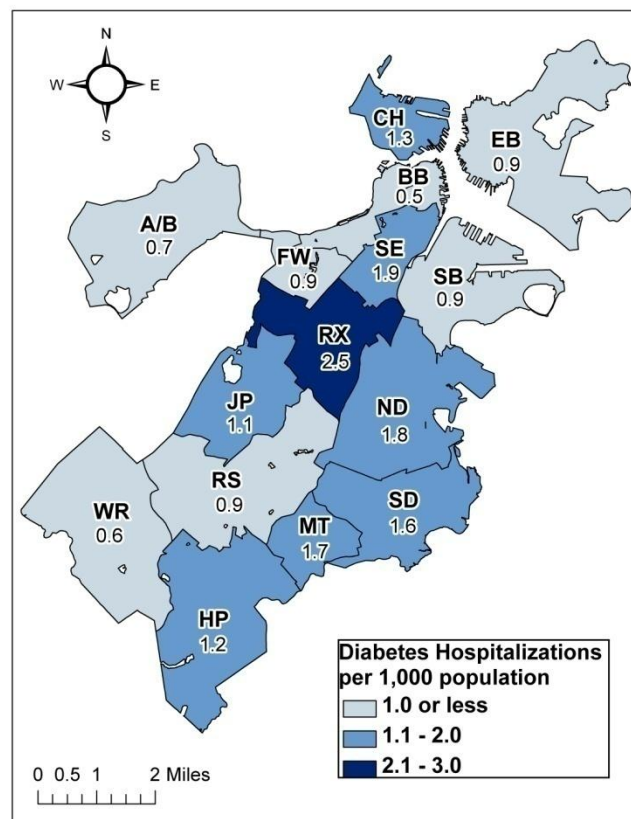 N
W E
S
CH
1.3
EB
0.9
BB
0.5
A/B
0.7
SE
1.9
FW
0.9
SB
0.9
RX
2.5
JP
1.1
ND
1.8
RS
0.9
WR
0.6
SD
1.6
MT
1.7
HP
1.2
Diabetes Hospitalizations
per 1,000 population
1.0 or less
1.1 - 2.0
2.1 - 3.0
0 0.5 1 2 Miles